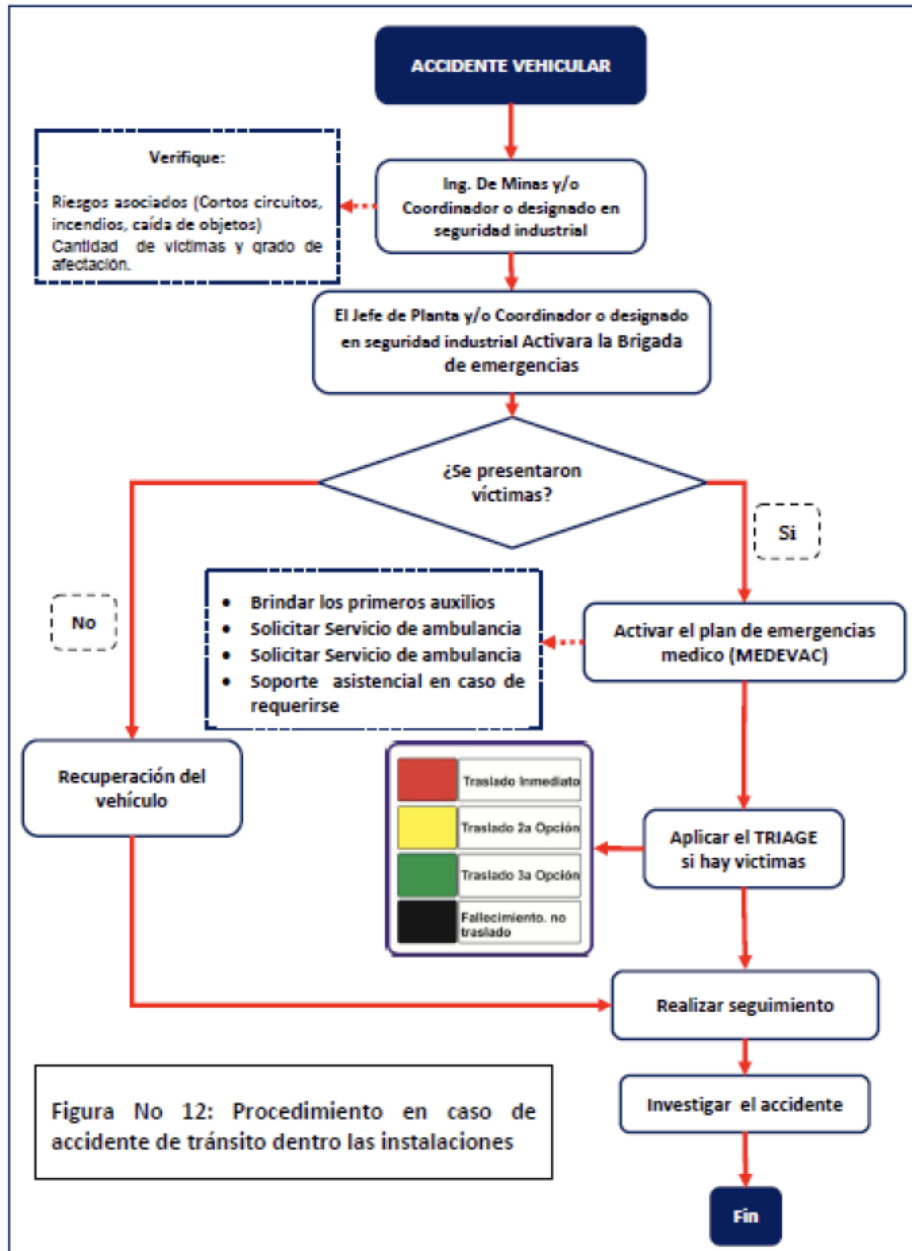 ACCIDENTE VEHICULAR
Verifique:
Riesgos asociados (Cortos circuitos,
incendios, caída de objetos)
Cantidad de víctimas y grado de
afectación.
Ing. De Minas y/o
Coordinador o designado en
seguridad industrial
El Jefe de Planta y/o Coordinador o designado
en seguridad industrial Activara la Brigada
de emergencias
¿Se presentaron
víctimas?
Si
No
• Brindar los primeros auxilios
• Solicitar Servicio de ambulancia
• Solicitar Servicio de ambulancia
• Soporte asistencial en caso de
requerirse
Activar el plan de emergencias
medico (MEDEVAC)
Recuperación del
vehículo
Traslado Inmediato
Traslado 2a Opción
Traslado 3a Opción
Fallecimiento. no
traslado
Aplicar el TRIAGE
si hay victimas
Realizar seguimiento
Investigar el accidente
Figura No 12: Procedimiento en caso de
accidente de tránsito dentro las instalaciones
Fin